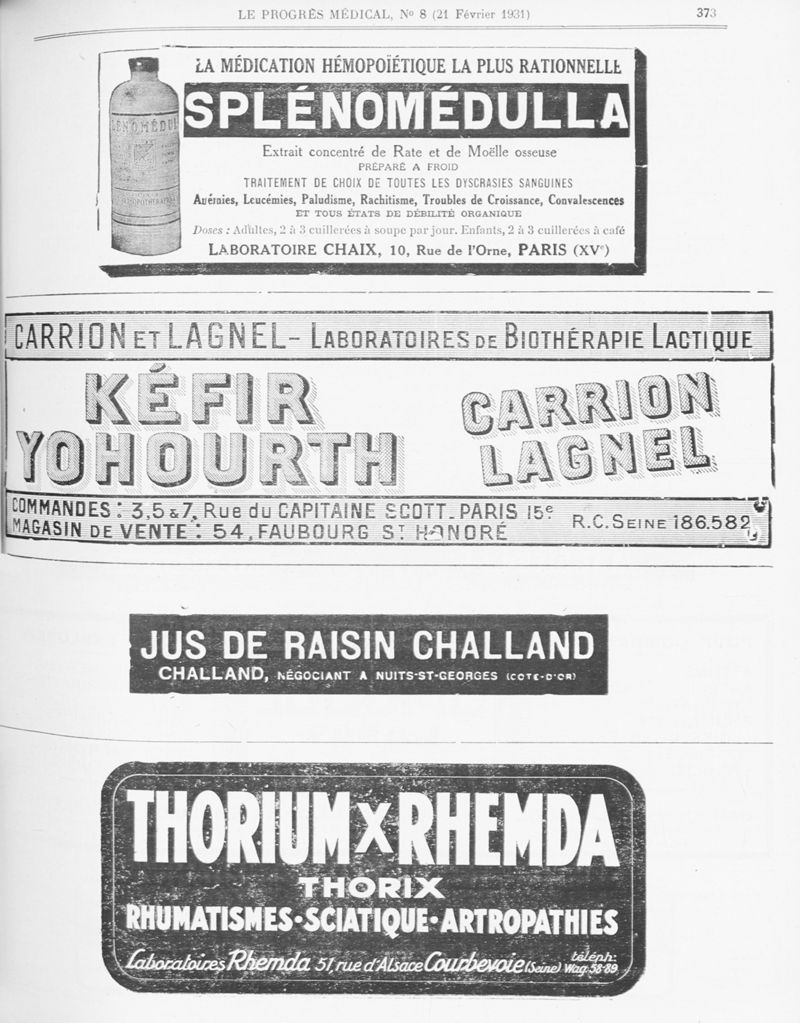 LE PROGRÈS MÉDICAL, No 8 (21 Février 1931)
373
LA MÉDICATION HÉMOPOÏÉTIQUE LA PLUS RATIONNELLE
SPLÉNOMÉDULLA
Extrait concentré de Rate et de Moëlle osseuse
PRÉPARÉ A FROID
TRAITEMENT DE CHOIX DE TOUTES LES DYSCRASIES SANGUINES
Anémies, Leucémies, Paludisme, Rachitisme, Troubles de Croissance, Convalescences
ET TOUS ÉTATS DE DÉBILITÉ ORGANIQUE
Doses : Adultes, 2 à 3 cuillerées à soupe par jour. Enfants, 2 à 3 cuillerées à café
LABORATOIRE CHAIX, 10, Rue de l'Orne, PARIS (XVe)
CARRION ET LAGNEL - LABORATOIRES DE BIOTHÉRAPIE LACTIQUE
KÉFIR
YOHOURTH
CARRION
LAGNEL
COMMANDES : 3,5 & 7, Rue du CAPITAINE SCOTT_PARIS 15e
MAGASIN DE VENTE : 54, FAUBOURG ST HONORÉ
R.C. SEINE 186.582
JUS DE RAISIN CHALLAND
CHALLAND, NÉGOCIANT A NUITS-ST-GEORGES (COTE-D'OR)
THORIUM X RHEMDA
THORIX
RHUMATISMES·SCIATIQUE·ARTROPATHIES
Laboratoires Rhemda 51, rue d'Alsace Courbevoie (Seine) téléph: Wag. 58-89